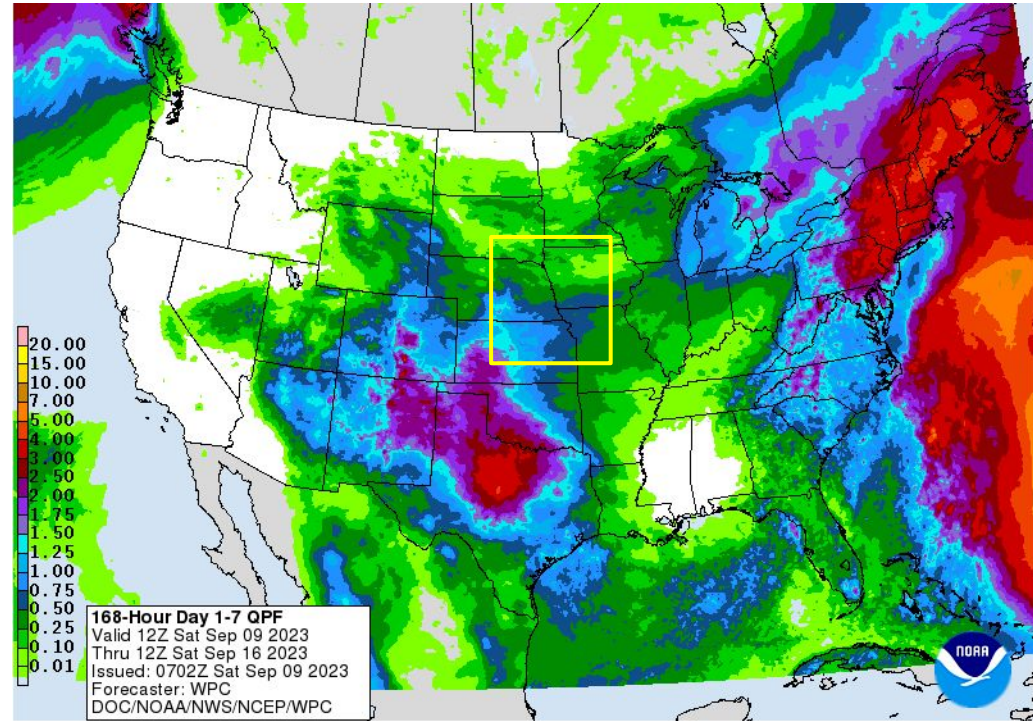 20.00
15.00
10.00
7.00
5.00
4.00
3.00
2.50
2.00
1.75
1.50
1.25
1.00
0.75
0.50
0.25
0.10
0.01
168-Hour Day 1-7 QPF
Valid 12Z Sat Sep 09 2023
Thru 12Z Sat Sep 16 2023
Issued: 0702Z Sat Sep 09 2023
Forecaster: WPC
DOC/NOAA/NWS/NCEP/WPC
NOAA